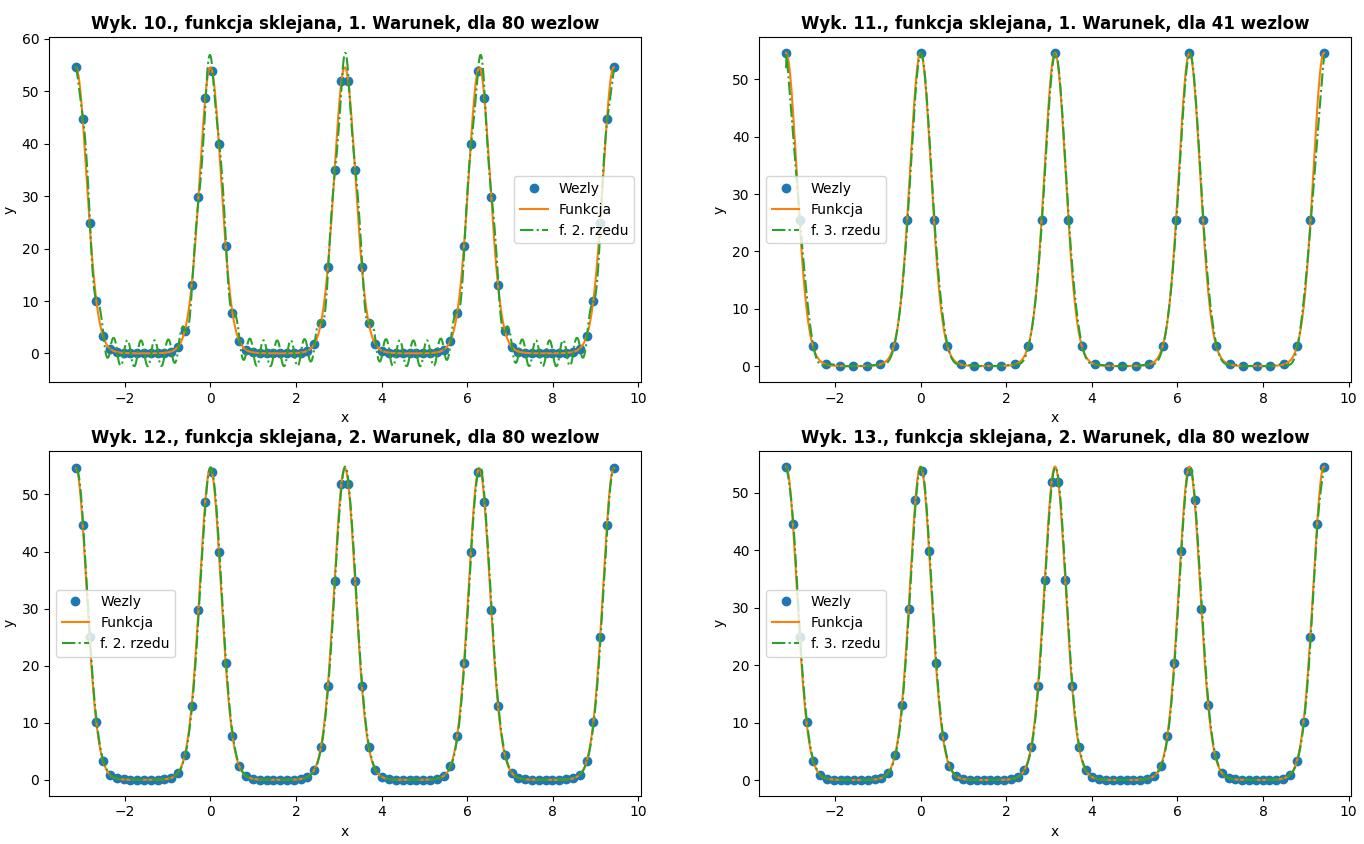 Wyk. 10., funkcja sklejana, 1. Warunek, dla 80 wezlow
60
50
40
30
20
10
0
y
−2
0
2
4
6
8
10
x
Wezly
Funkcja
f. 2. rzedu
Wyk. 11., funkcja sklejana, 1. Warunek, dla 41 wezlow
50
40
30
20
10
0
y
−2
0
2
4
6
8
10
x
Wezly
Funkcja
f. 3. rzedu
Wyk. 12., funkcja sklejana, 2. Warunek, dla 80 wezlow
50
40
30
20
10
0
y
−2
0
2
4
6
8
10
x
Wezly
Funkcja
f. 2. rzedu
Wyk. 13., funkcja sklejana, 2. Warunek, dla 80 wezlow
50
40
30
20
10
0
y
−2
0
2
4
6
8
10
x
Wezly
Funkcja
f. 3. rzedu